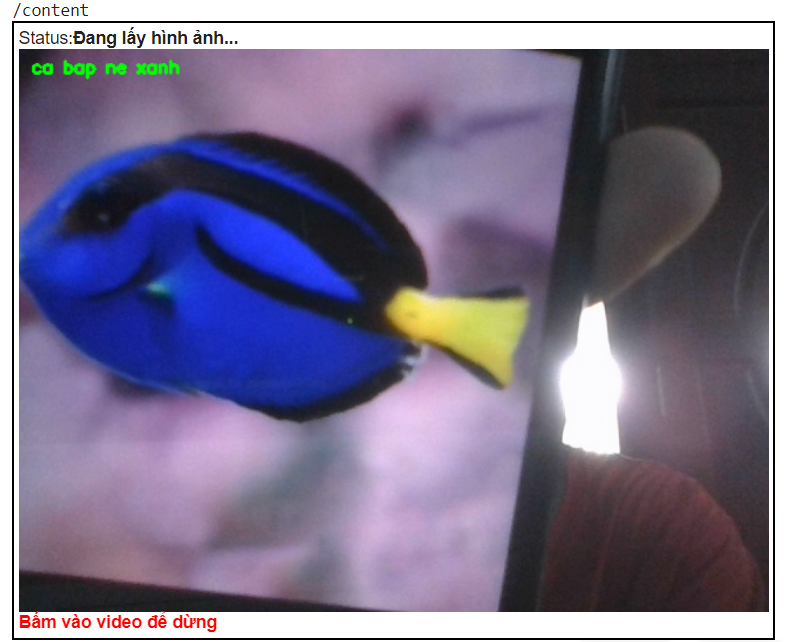 /content
Status:Đang lấy hình ảnh...
ca bap ne xanh
Bấm vào video để dừng